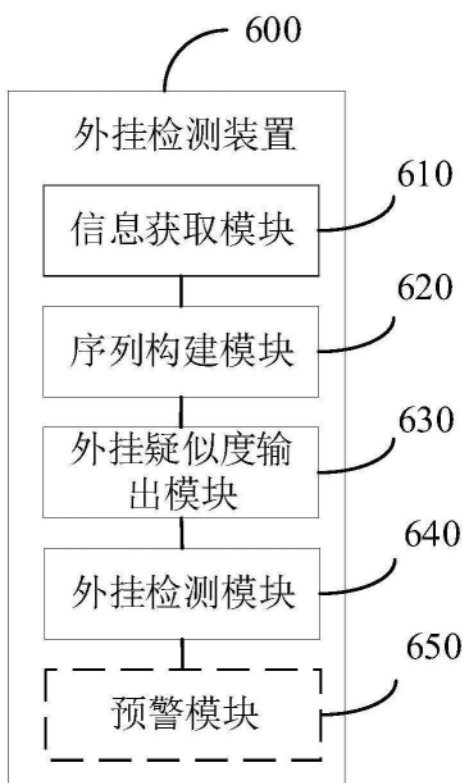 600
外挂检测装置
610
信息获取模块
620
序列构建模块
630
外挂疑似度输
出模块
640
外挂检测模块
650
预警模块